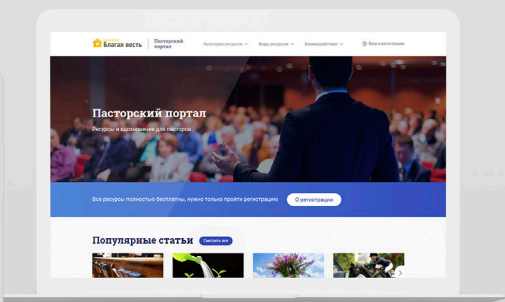 Благая весть
Пасторский
портал
Категории ресурсов
Виды ресурсов
Взаимодействие
Вход и регистрация
Пасторский портал
Ресурсы и вдохновение для пасторов
Все ресурсы полностью бесплатны, нужно только пройти регистрацию
О регистрации
Популярные статьи
Смотреть все